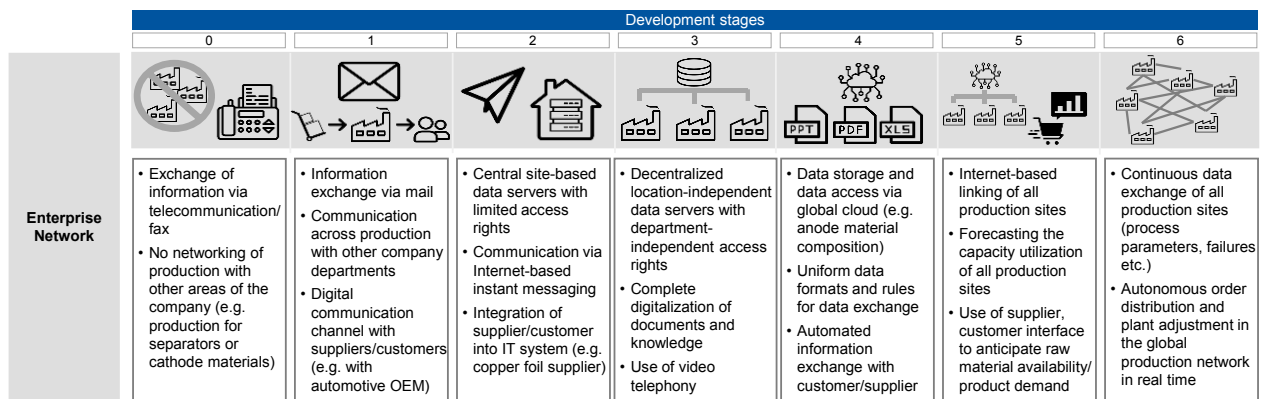 Development stages
0
1
2
3
4
5
6
PPT
PDF
XLS
Enterprise
Network
• Exchange of
information via
telecommunication/
fax
• No networking of
production with
other areas of the
company (e.g.
production for
separators or
cathode materials)
• Information
exchange via mail
• Communication
across production
with other company
departments
• Digital
communication
channel with
suppliers/customers
(e.g. with
automotive OEM)
• Central site-based
data servers with
limited access
rights
• Communication via
Internet-based
instant messaging
• Integration of
supplier/customer
into IT system (e.g.
copper foil supplier)
• Decentralized
location-independent
data servers with
department-
independent access
rights
• Complete
digitalization of
documents and
knowledge
• Use of video
telephony
• Data storage and
data access via
global cloud (e.g.
anode material
composition)
• Uniform data
formats and rules
for data exchange
• Automated
information
exchange with
customer/supplier
• Internet-based
linking of all
production sites
• Forecasting the
capacity utilization
of all production
sites
• Use of supplier,
customer interface
to anticipate raw
material availability/
product demand
• Continuous data
exchange of all
production sites
(process
parameters, failures
etc.)
• Autonomous order
distribution and
plant adjustment in
the global
production network
in real time